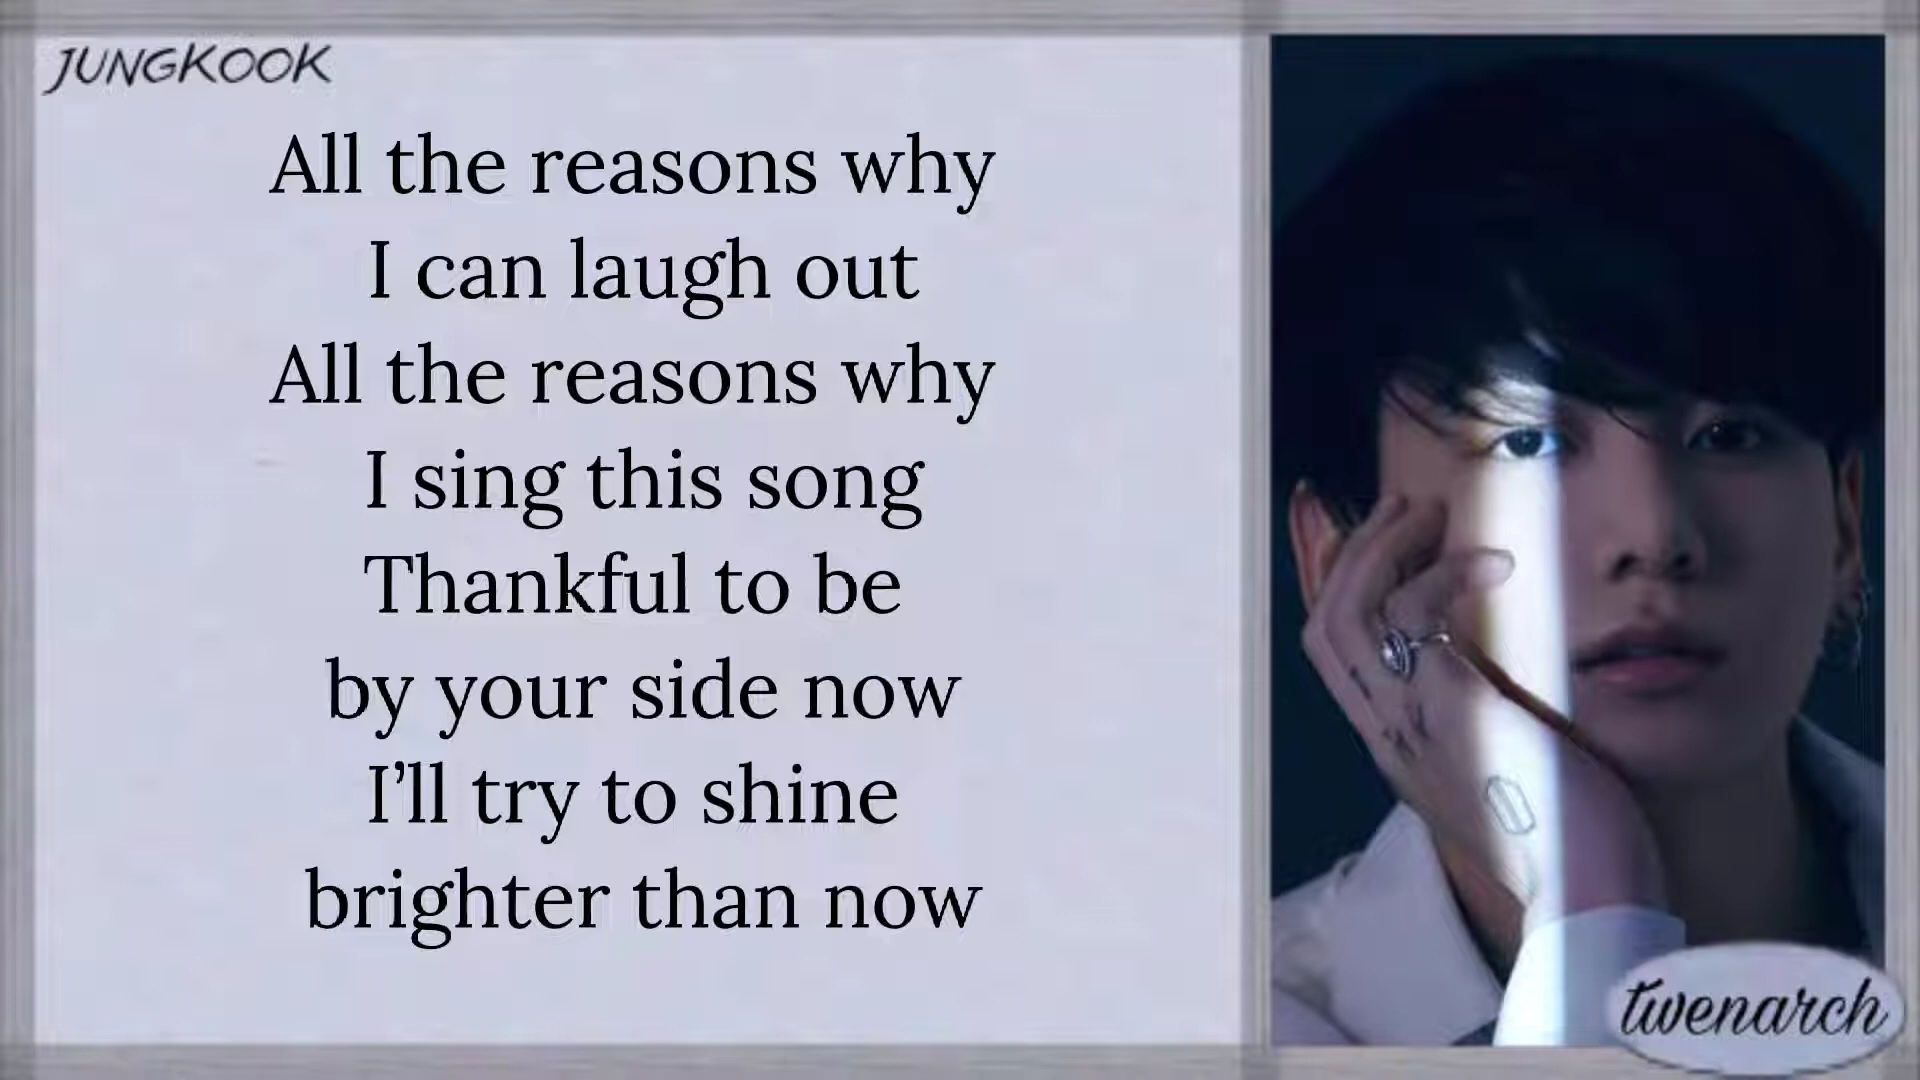 JUNGKOOK
All the reasons why
I can laugh out
All the reasons why
I sing this song
Thankful to be
by your side now
I’ll try to shine
brighter than now
twenarch